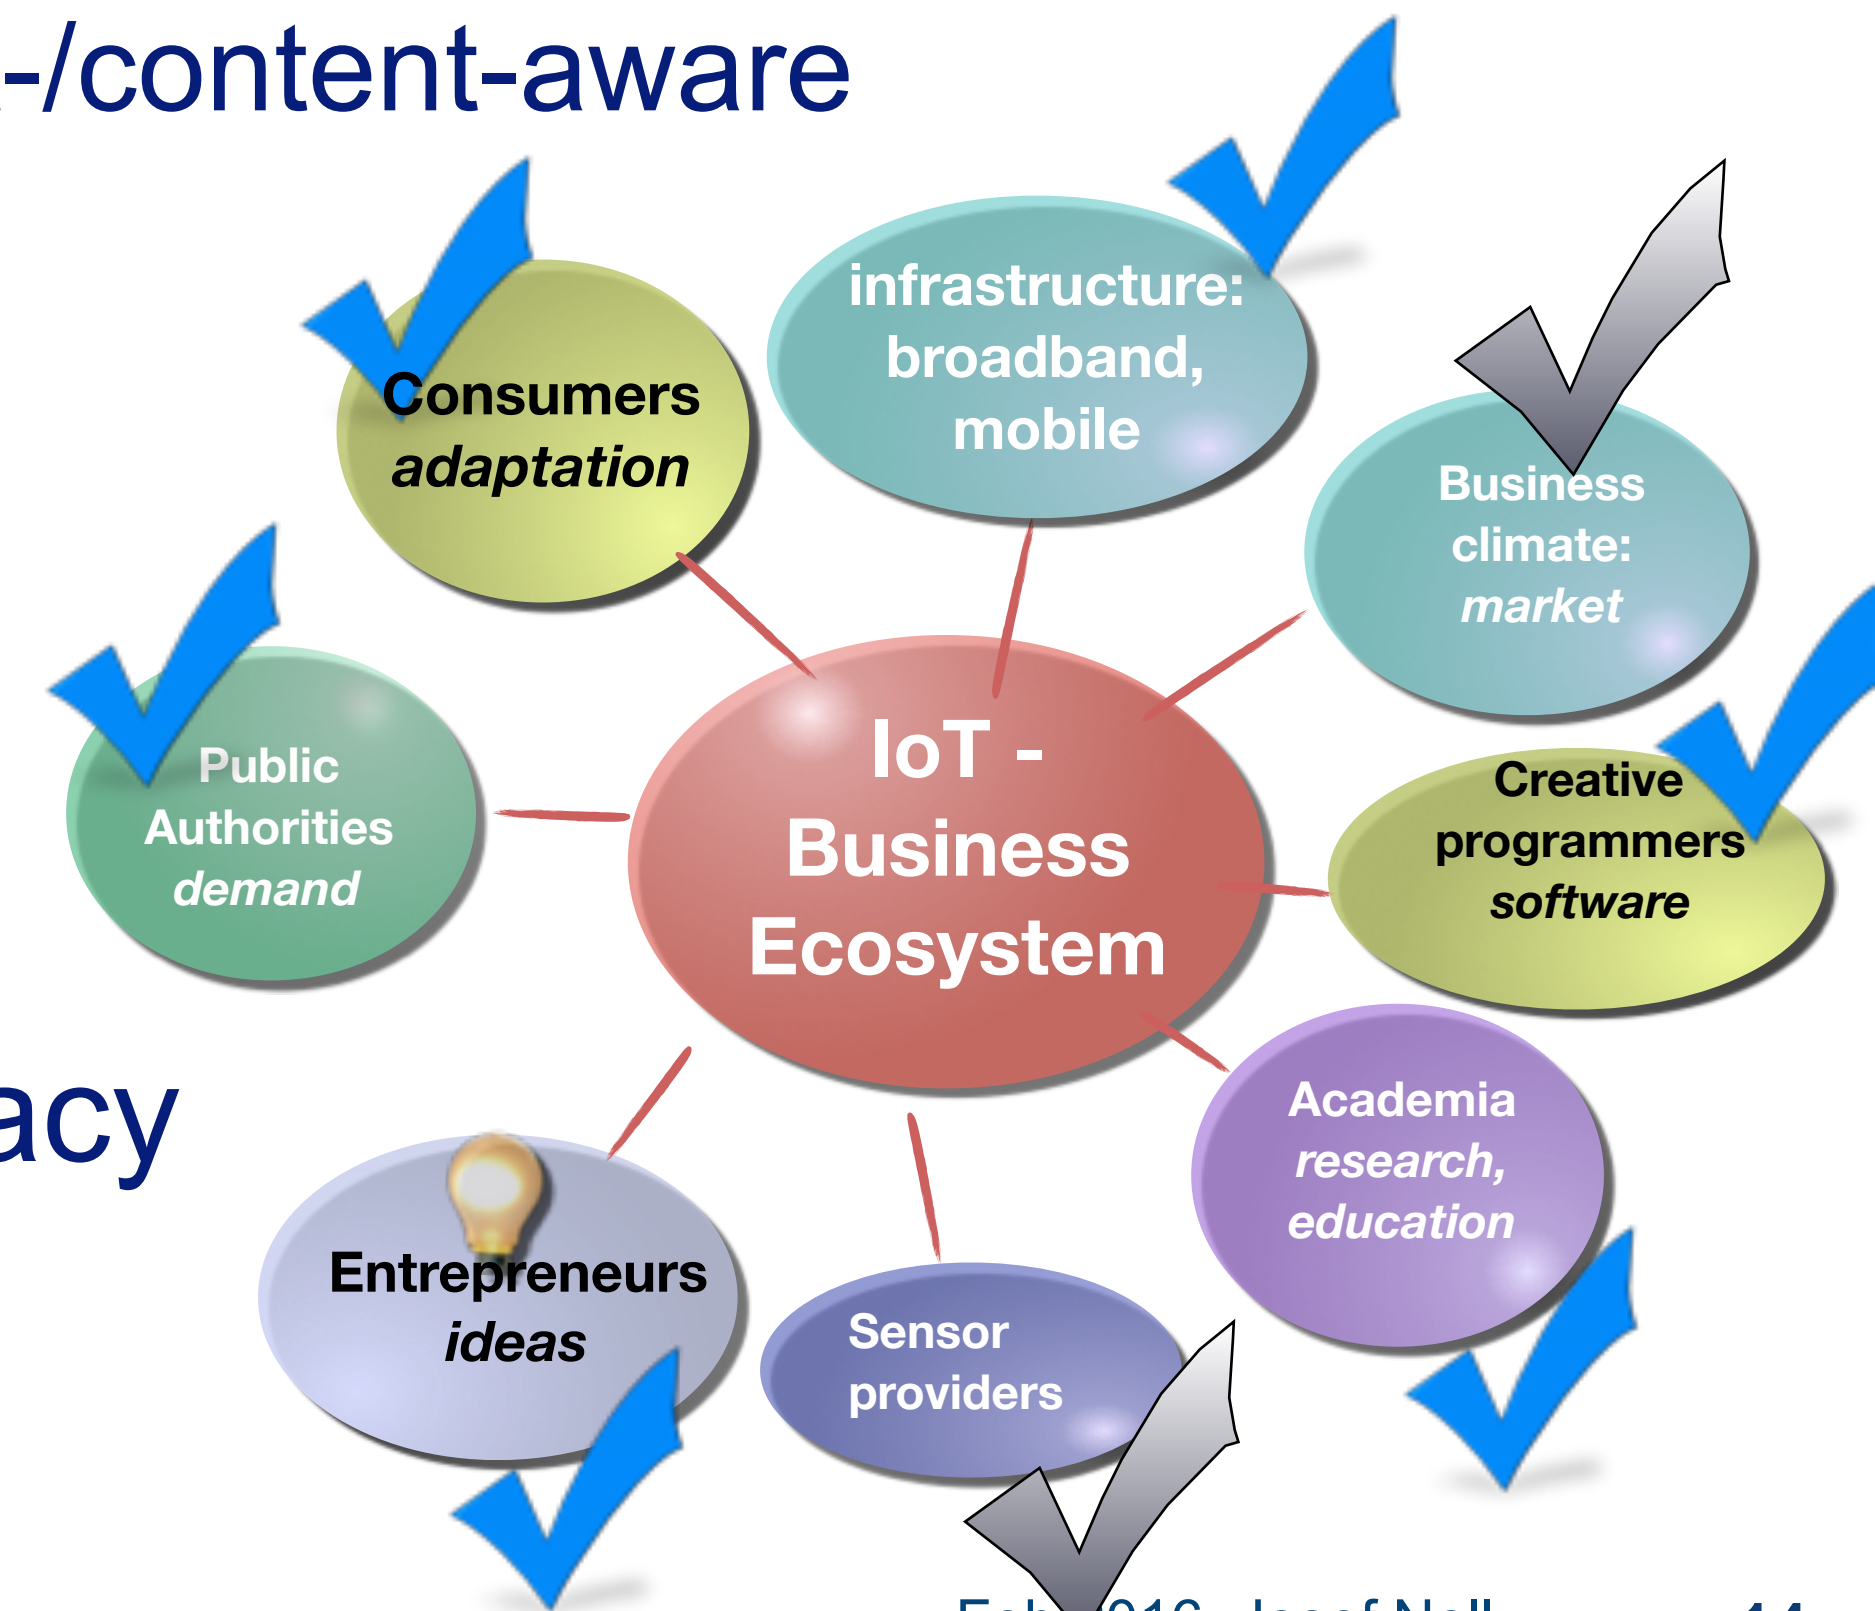 -/content-aware
infrastructure:
broadband,
mobile
Consumers
adaptation
Business
climate:
market
Public
Authorities
demand
IoT -
Business
Ecosystem
Creative
programmers
software
acy
Academia
research,
education
Entrepreneurs
ideas
Sensor
providers